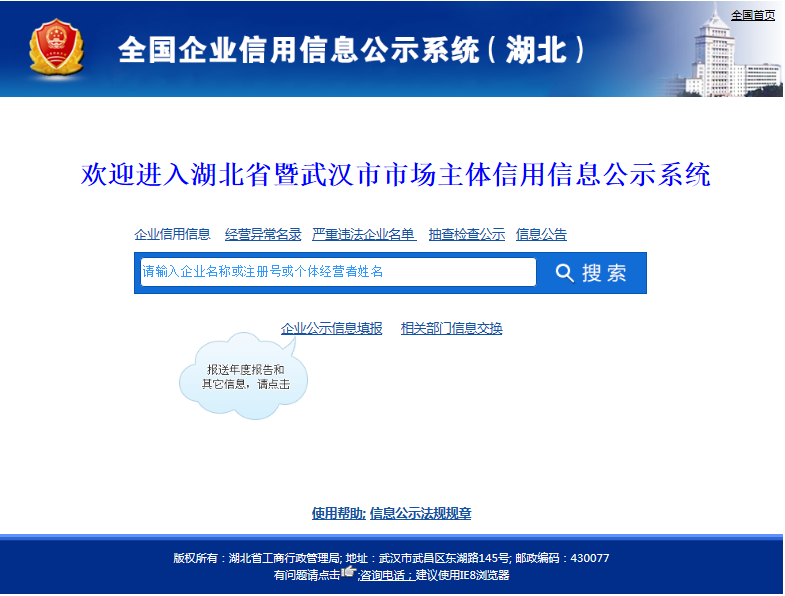 全国首页
全国企业信用信息公示系统（湖北）
欢迎进入湖北省暨武汉市市场主体信用信息公示系统
企业信用信息 经营异常名录 严重违法企业名单 抽查检查公示 信息公告
请输入企业名称或注册号或个体经营者姓名 搜索
企业公示信息填报 相关部门信息交换
报送年度报告和
其它信息，请点击
使用帮助; 信息公示法规规章
版权所有：湖北省工商行政管理局; 地址：武汉市武昌区东湖路145号; 邮政编码：430077
有问题请点击;咨询电话；建议使用IE8浏览器